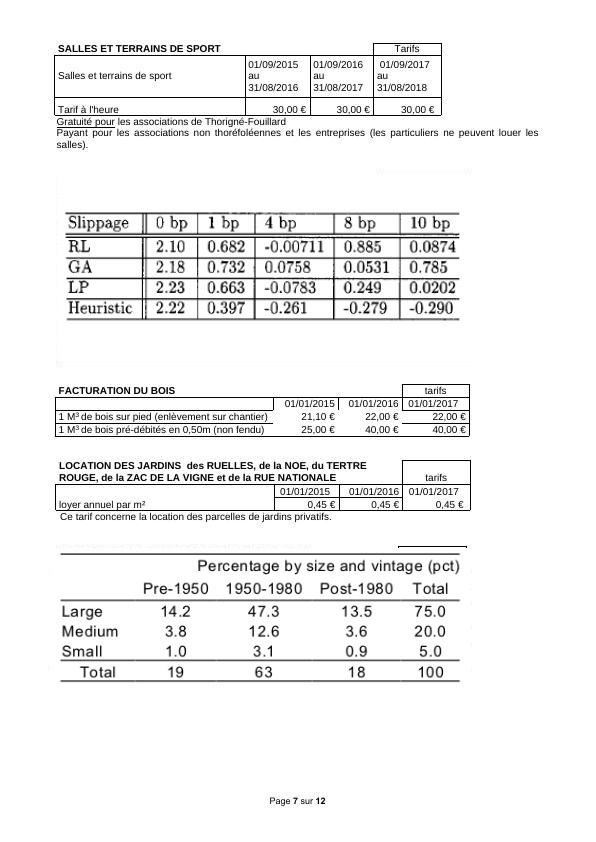 SALLES ET TERRAINS DE SPORT Tarifs
Salles et terrains de sport 01/09/2015 au 31/08/2016 01/09/2016 au 31/08/2017 01/09/2017 au 31/08/2018
Tarif à l'heure 30,00 € 30,00 € 30,00 €
Gratuité pour les associations de Thorigné-Fouillard
Payant pour les associations non thoréfoléennes et les entreprises (les particuliers ne peuvent louer les
salles).
Slippage 0 bp 1 bp 4 bp 8 bp 10 bp
RL 2.10 0.682 -0.00711 0.885 0.0874
GA 2.18 0.732 0.0758 0.0531 0.785
LP 2.23 0.663 -0.0783 0.249 0.0202
Heuristic 2.22 0.397 -0.261 -0.279 -0.290
FACTURATION DU BOIS tarifs
01/01/2015 01/01/2016 01/01/2017
1 M³ de bois sur pied (enlèvement sur chantier) 21,10 € 22,00 € 22,00 €
1 M³ de bois pré-débités en 0,50m (non fendu) 25,00 € 40,00 € 40,00 €
LOCATION DES JARDINS des RUELLES, de la NOE, du TERTRE
ROUGE, de la ZAC DE LA VIGNE et de la RUE NATIONALE tarifs
01/01/2015 01/01/2016 01/01/2017
loyer annuel par m² 0,45 € 0,45 € 0,45 €
Ce tarif concerne la location des parcelles de jardins privatifs.
Percentage by size and vintage (pct)
Pre-1950 1950-1980 Post-1980 Total
Large 14.2 47.3 13.5 75.0
Medium 3.8 12.6 3.6 20.0
Small 1.0 3.1 0.9 5.0
Total 19 63 18 100
Page 7 sur 12